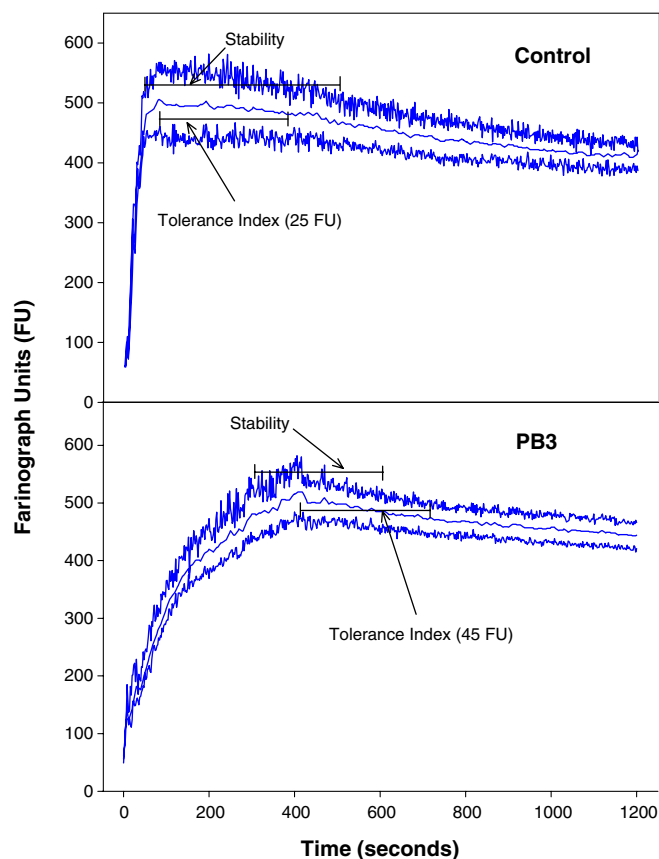 600
Stability
Control
500
400
300
Tolerance Index (25 FU)
200
100
0
Farinograph Units (FU)
Stability
PB3
600
500
400
300
Tolerance Index (45 FU)
200
100
0
0 200 400 600 800 1000 1200
Time (seconds)